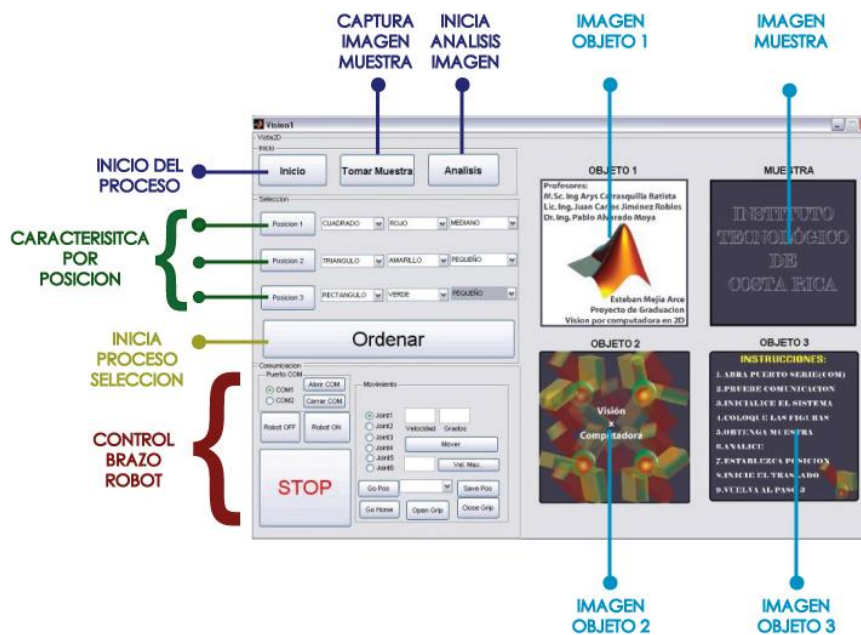 CAPTURA
IMAGEN
MUESTRA
INICIA
ANALISIS
IMAGEN
IMAGEN
OBJETO 1
IMAGEN
MUESTRA
INICIO DEL
PROCESO
CARACTERISITCA
POR
POSICION
INICIA
PROCESO
SELECCION
CONTROL
BRAZO
ROBOT
Vision1
Vista2D
Inicio
Inicio
Tomar Muestra
Analisis
Seleccion
Posicion 1
CUADRADO
ROJO
MEDIANO
Posicion 2
TRIANGULO
AMARILLO
PEQUEÑO
Posicion 3
RECTANGULO
VERDE
PEQUEÑO
Ordenar
Comunicacion
Puerto COM
COM1
COM2
Abrir COM
Cerrar COM
Robot OFF
Robot ON
STOP
Movimiento
Joint1
Joint2
Joint3
Joint4
Joint5
Joint6
Velocidad
Grados
Mover
Vel. Max.
Go Pos
Save Pos
Go Home
Open Grip
Close Grip
OBJETO 1
Profesores:
M.Sc. Ing Arys Carrasquilla Batista
Lic. Ing. Juan Carlos Jiménez Robles
Dr. Ing. Pablo Alvarado Moya
Esteban Mejia Arce
Proyecto de Graduacion
Vision por computadora en 2D
MUESTRA
INSTITUTO
TECNOLÓGICO
DE
COSTA RICA
OBJETO 2
Visión
x
Computadora
OBJETO 3
INSTRUCCIONES:
1.ABRA PUERTO SERIE(COM)
2.PRUEBE COMUNICACION
3.INICIALICE EL SISTEMA
4.COLOQUE LAS FIGURAS
5.OBTENGA MUESTRA
6.ANALICE
7.ESTABLEZCA POSICION
8.INICIE EL TRASLADO
9.VUELVA AL PASO 3
IMAGEN
OBJETO 2
IMAGEN
OBJETO 3